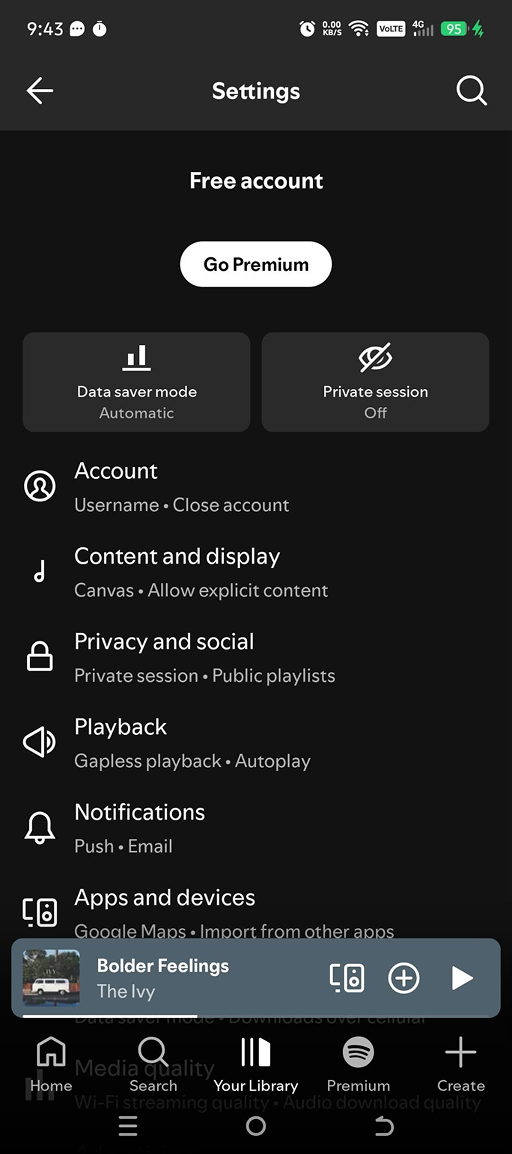 9:43 0.00 KB/S VoLTE 4G 95
Settings
Free account
Go Premium
Data saver mode
Automatic
Private session
Off
Account
Username • Close account
Content and display
Canvas • Allow explicit content
Privacy and social
Private session • Public playlists
Playback
Gapless playback • Autoplay
Notifications
Push • Email
Apps and devices
Google Maps • Import from other apps
Bolder Feelings
The Ivy
Data saver mode • Downloads over cellular
Media quality
Home Search Your Library Premium Create
Wi-Fi streaming quality • Audio download quality